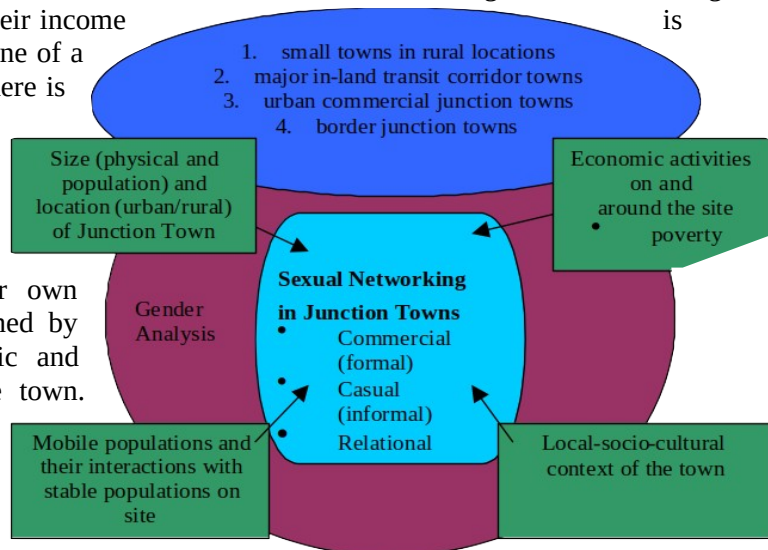 heir income
is
ne of a
ere is
1. small towns in rural locations
2. major in-land transit corridor towns
3. urban commercial junction towns
4. border junction towns
Size (physical and
population) and
location (urban/rural)
of Junction Town
Economic activities
on and
around the site
• poverty
r own
ned by
ic and
town.
Gender
Analysis
Sexual Networking
in Junction Towns
• Commercial
(formal)
• Casual
(informal)
• Relational
Mobile populations and
their interactions with
stable populations on
site
Local-socio-cultural
context of the town